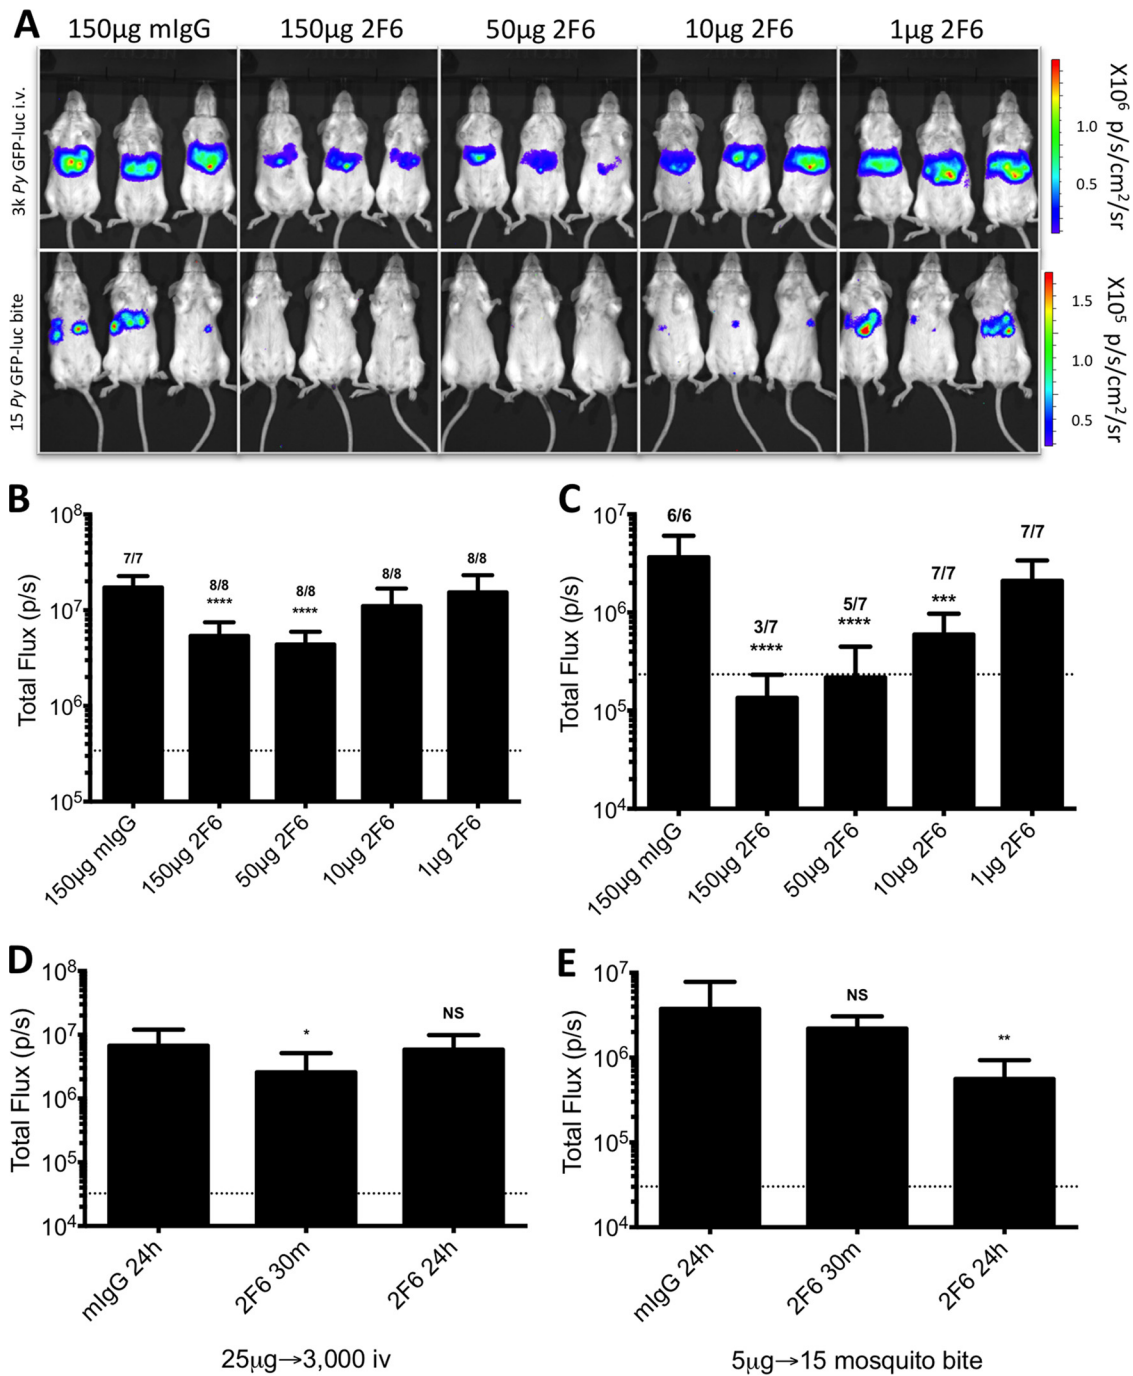 A
150µg mIgG 150µg 2F6 50µg 2F6 10µg 2F6 1µg 2F6
3k Py GFP-luc i.v.
1.0
0.5
X10⁶ p/s/cm²/sr
15 Py GFP-luc bite
1.5
1.0
0.5
X10⁵ p/s/cm²/sr
B
Total Flux (p/s)
10⁸
10⁷
10⁶
10⁵
7/7
8/8
****
8/8
****
8/8
8/8
150µg mIgG
150µg 2F6
50µg 2F6
10µg 2F6
1µg 2F6
C
Total Flux (p/s)
10⁷
10⁶
10⁵
10⁴
6/6
3/7
****
5/7
****
7/7
***
7/7
150µg mIgG
150µg 2F6
50µg 2F6
10µg 2F6
1µg 2F6
D
Total Flux (p/s)
10⁸
10⁷
10⁶
10⁵
10⁴
*
NS
mIgG 24h
2F6 30m
2F6 24h
25µg→3,000 iv
E
Total Flux (p/s)
10⁷
10⁶
10⁵
10⁴
NS
**
mIgG 24h
2F6 30m
2F6 24h
5µg→15 mosquito bite